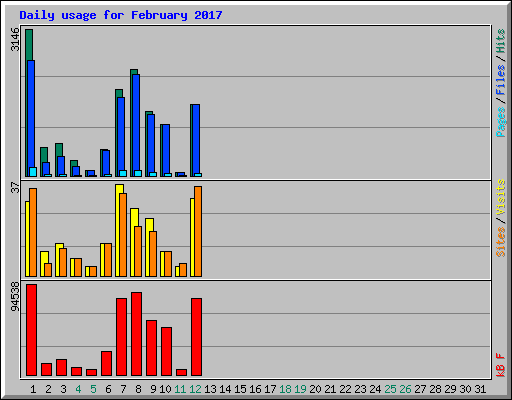 Daily usage for February 2017
3146
37
94538
Pages / Files / Hits
Sites / Visits
kB F
1 2 3 4 5 6 7 8 9 10 11 12 13 14 15 16 17 18 19 20 21 22 23 24 25 26 27 28 29 30 31